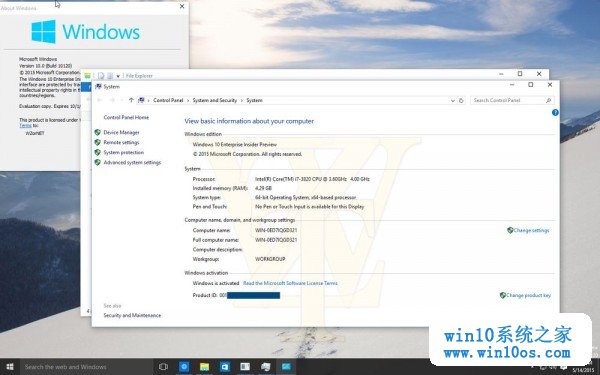 About Windows
Windows
Microsoft Windows
Version 10.0 (Build 10120)
© 2015 Microsoft Corporation.
The Windows 10 Enterprise Insider
interface are protected by
intellectual property rights in
countries/regions.
Evaluation copy. Expires 10/1
This product is licensed
Terms to:
WZorNET
File Explorer
System
Control Panel > System and Security > System
Search Control Panel
Control Panel Home
Device Manager
Remote settings
System protection
Advanced system settings
See also
Security and Maintenance
View basic information about your computer
Windows edition
Windows 10 Enterprise Insider Preview
© 2015 Microsoft Corporation. All rights reserved.
System
Processor: Intel(R) Core(TM) i7-3820 CPU @ 3.60GHz 4.00 GHz
Installed memory (RAM): 4.29 GB
System type: 64-bit Operating System, x64-based processor
Pen and Touch: No Pen or Touch Input is available for this Display
Computer name, domain, and workgroup settings
Computer name: WIN-0ED7IQGD321
Change settings
Full computer name: WIN-0ED7IQGD321
Computer description:
Workgroup: WORKGROUP
Windows activation
Windows is activated Read the Microsoft Software License Terms
Product ID: 001
Change product key
win10系统之家
www.win10os.com
Search the web and Windows
5/14/2015